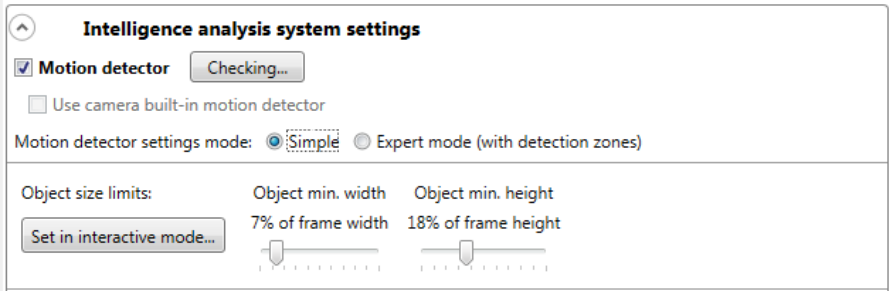 Intelligence analysis system settings
Motion detector Checking...
Use camera built-in motion detector
Motion detector settings mode: Simple Expert mode (with detection zones)
Object size limits: Object min. width Object min. height
7% of frame width 18% of frame height
Set in interactive mode...